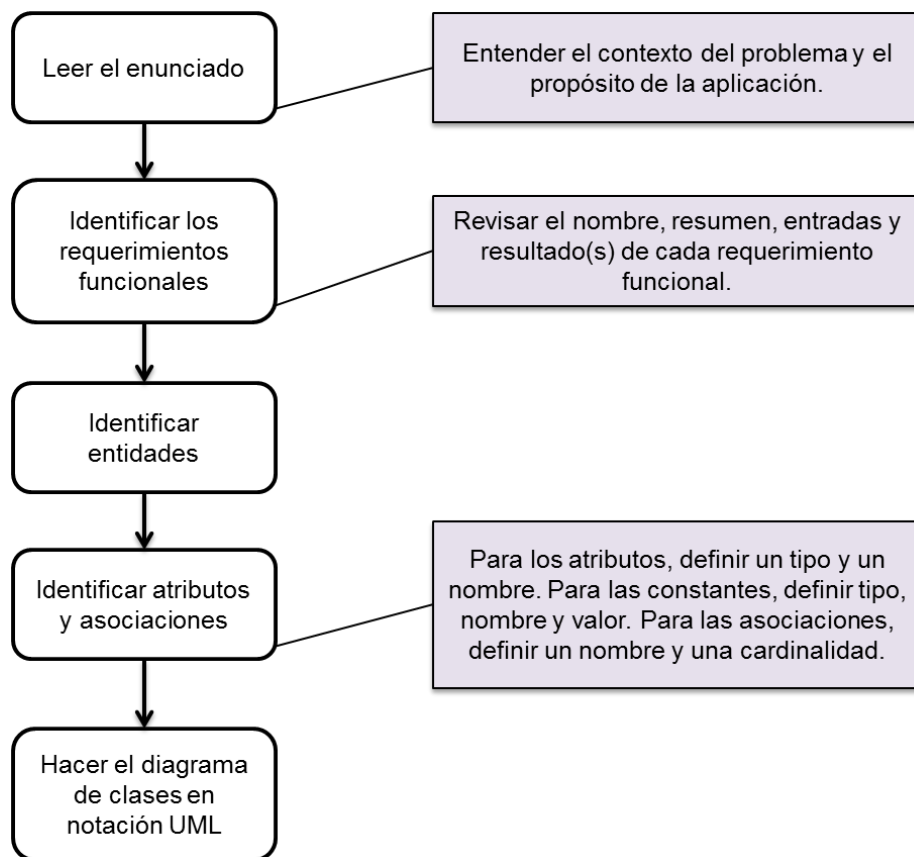 Leer el enunciado
Entender el contexto del problema y el
propósito de la aplicación.
Identificar los
requerimientos
funcionales
Revisar el nombre, resumen, entradas y
resultado(s) de cada requerimiento
funcional.
Identificar
entidades
Identificar atributos
y asociaciones
Para los atributos, definir un tipo y un
nombre. Para las constantes, definir tipo,
nombre y valor. Para las asociaciones,
definir un nombre y una cardinalidad.
Hacer el diagrama
de clases en
notación UML